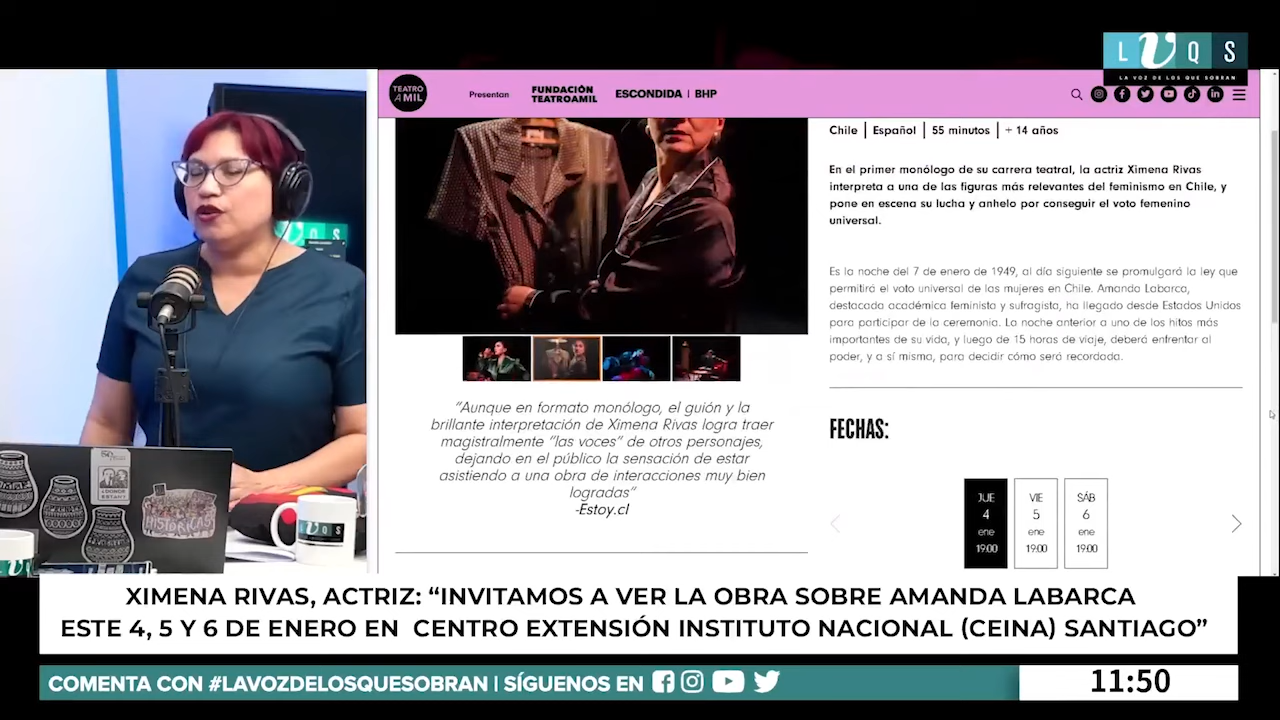 LVQS
LA VOZ DE LOS QUE SOBRAN
TEATRO
A MIL
Presentan
FUNDACIÓN
TEATROAMIL
ESCONDIDA | BHP
Chile | Español | 55 minutos | + 14 años
En el primer monólogo de su carrera teatral, la actriz Ximena Rivas
interpreta a una de las figuras más relevantes del feminismo en Chile, y
pone en escena su lucha y anhelo por conseguir el voto femenino
universal.
Es la noche del 7 de enero de 1949, al día siguiente se promulgará la ley que
permitirá el voto universal de las mujeres en Chile. Amanda Labarca,
destacada académica feminista y sufragista, ha llegado desde Estados Unidos
para participar de la ceremonia. La noche anterior a uno de los hitos más
importantes de su vida, y luego de 15 horas de viaje, deberá enfrentar al
poder, y a sí misma, para decidir cómo será recordada.
"Aunque en formato monólogo, el guión y la
brillante interpretación de Ximena Rivas logra traer
magistralmente "las voces" de otros personajes,
dejando en el público la sensación de estar
asistiendo a una obra de interacciones muy bien
logradas"
-Estoy.cl
FECHAS:
JUE
4
ene
19:00
VIE
5
ene
19:00
SÁB
6
ene
19:00
¿DONDE
ESTAN?
HISTÓRICAS
LVQS
XIMENA RIVAS, ACTRIZ: “INVITAMOS A VER LA OBRA SOBRE AMANDA LABARCA
ESTE 4, 5 Y 6 DE ENERO EN CENTRO EXTENSIÓN INSTITUTO NACIONAL (CEINA) SANTIAGO”
COMENTA CON #LAVOZDELOSQUESOBRAN | SÍGUENOS EN
11:50